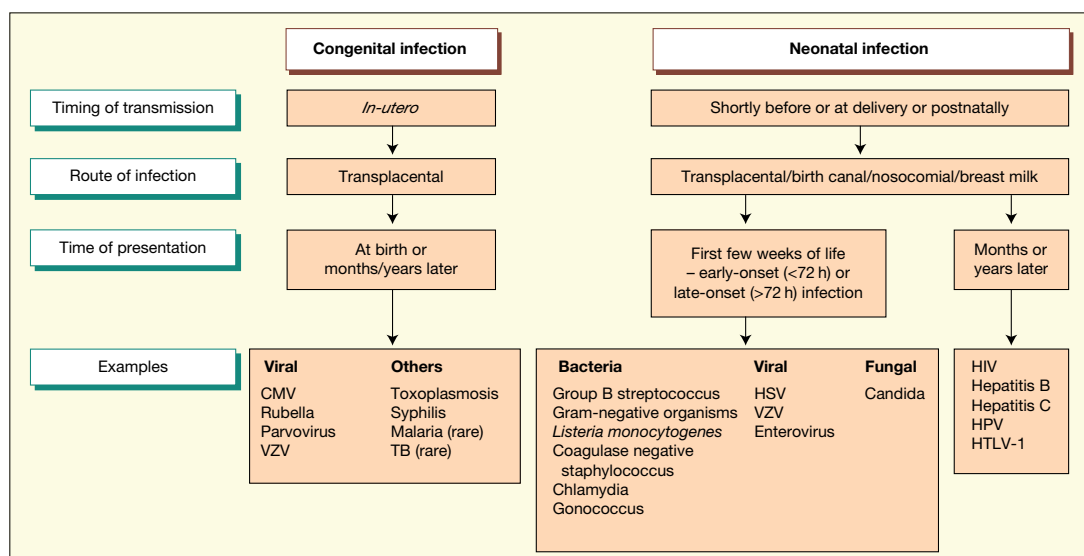 Congenital infection
Neonatal infection
Timing of transmission
In-utero
Shortly before or at delivery or postnatally
Route of infection
Transplacental
Transplacental/birth canal/nosocomial/breast milk
Time of presentation
At birth or
months/years later
First few weeks of life
– early-onset (<72 h) or
late-onset (>72 h) infection
Months or
years later
Examples
Viral
CMV
Rubella
Parvovirus
VZV
Others
Toxoplasmosis
Syphilis
Malaria (rare)
TB (rare)
Bacteria
Group B streptococcus
Gram-negative organisms
Listeria monocytogenes
Coagulase negative
staphylococcus
Chlamydia
Gonococcus
Viral
HSV
VZV
Enterovirus
Fungal
Candida
HIV
Hepatitis B
Hepatitis C
HPV
HTLV-1